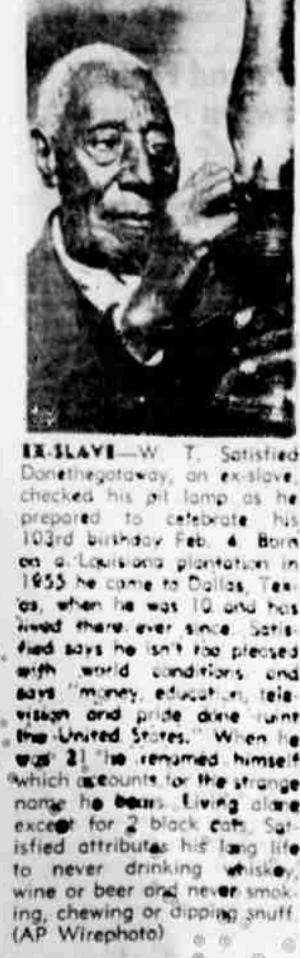 EX-SLAVE—W. T. Satisfied
Donethegotaway, an ex-slave,
checked his oil lamp as he
prepared to celebrate his
103rd birthday Feb. 4. Born
on a Louisiana plantation in
1855 he came to Dallas, Tex-
as, when he was 10 and has
lived there ever since. Satis-
fied says he isn't too pleased
with world conditions and
says "money, education, tele-
vision and pride done ruint
the United States." When he
was 21 he renamed himself
which accounts for the strange
name he bears. Living alone
except for 2 black cats, Sat-
isfied attributes his long life
to never drinking whiskey,
wine or beer and never smok-
ing, chewing or dipping snuff.
(AP Wirephoto)